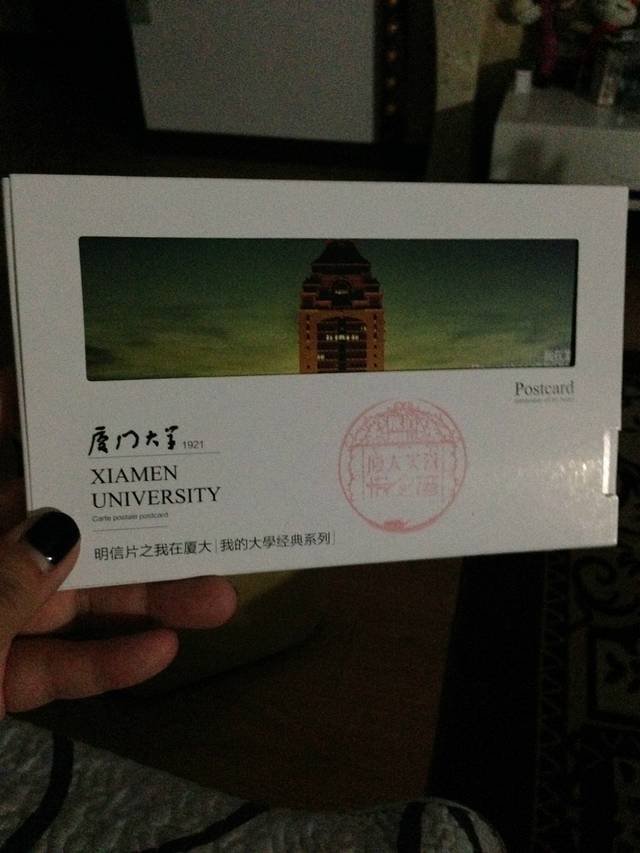 Postcard
厦门大学 1921
XIAMEN
UNIVERSITY
Carte postale postcard
明信片之我在厦大|我的大學经典系列|